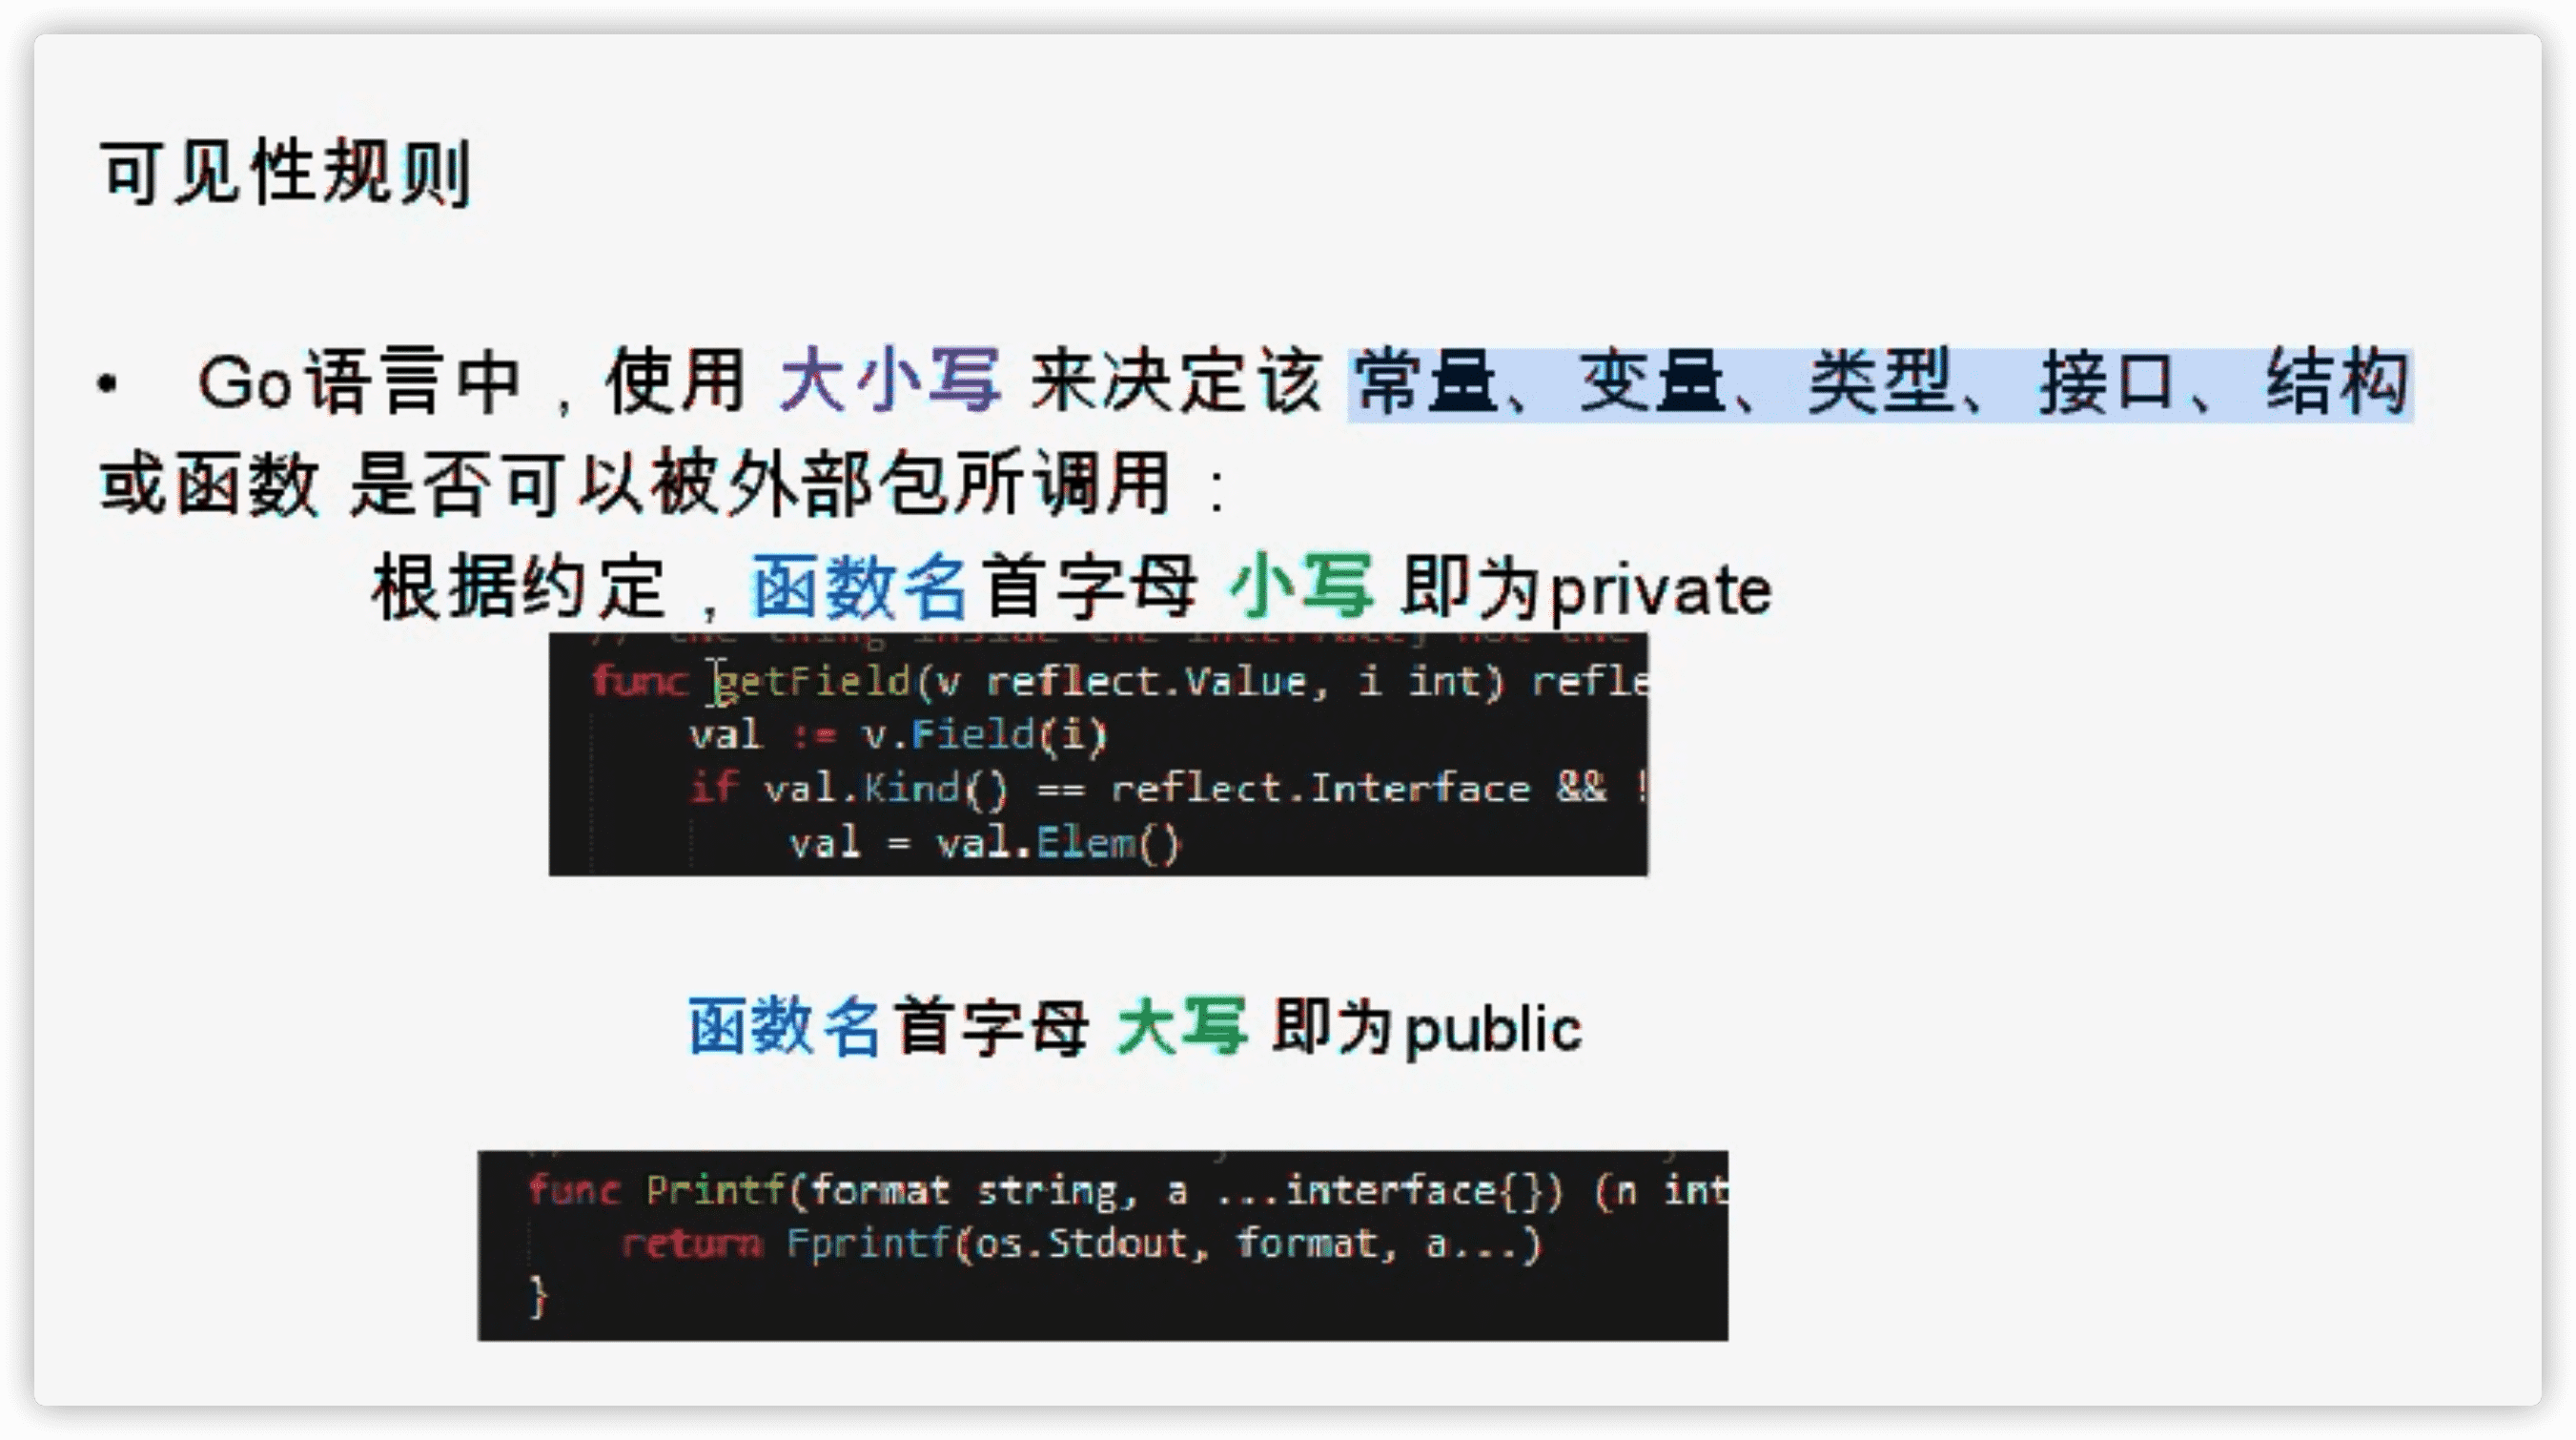 可见性规则
• Go语言中，使用 大小写 来决定该 常量、变量、类型、接口、结构
或函数 是否可以被外部包所调用：
根据约定，函数名首字母 小写 即为private
func getField(v reflect.Value, i int) refle
val := v.Field(i)
if val.Kind() == reflect.Interface && !
val = val.Elem()
函数名首字母 大写 即为public
func Printf(format string, a ...interface{}) (n int
return Fprintf(os.Stdout, format, a...)
}